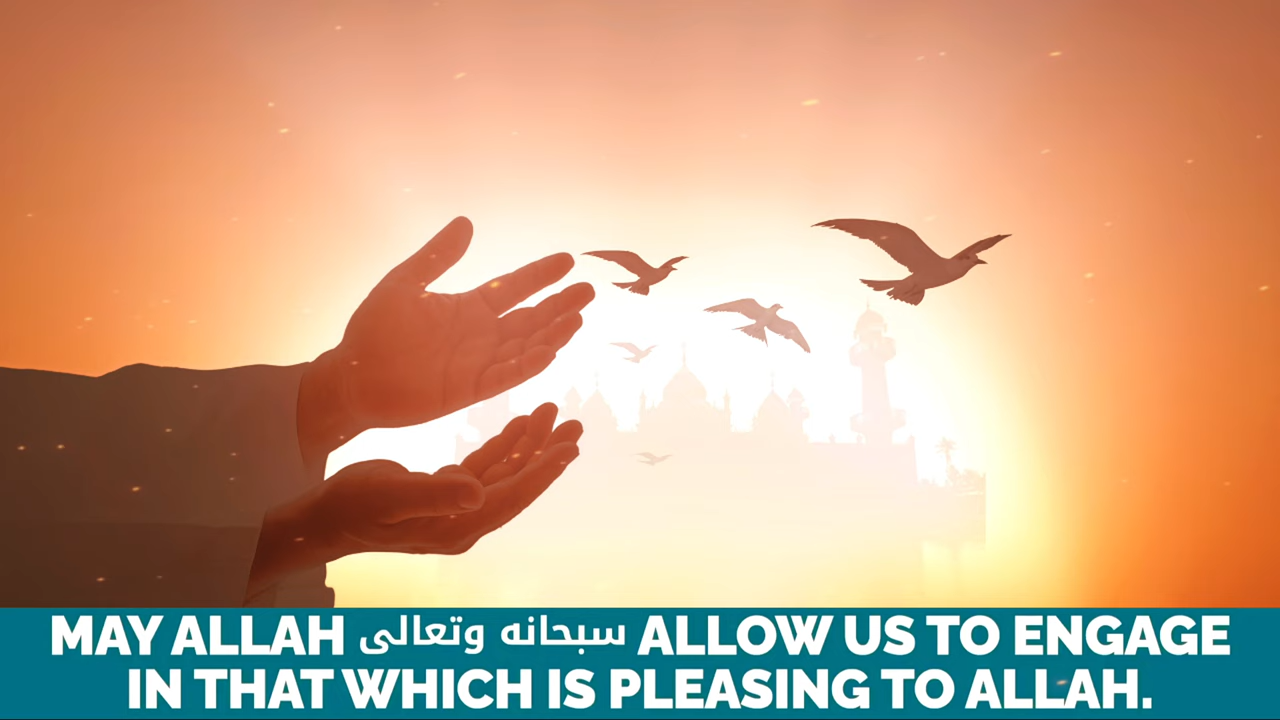 MAY ALLAH سبحانه وتعالى ALLOW US TO ENGAGE
IN THAT WHICH IS PLEASING TO ALLAH.